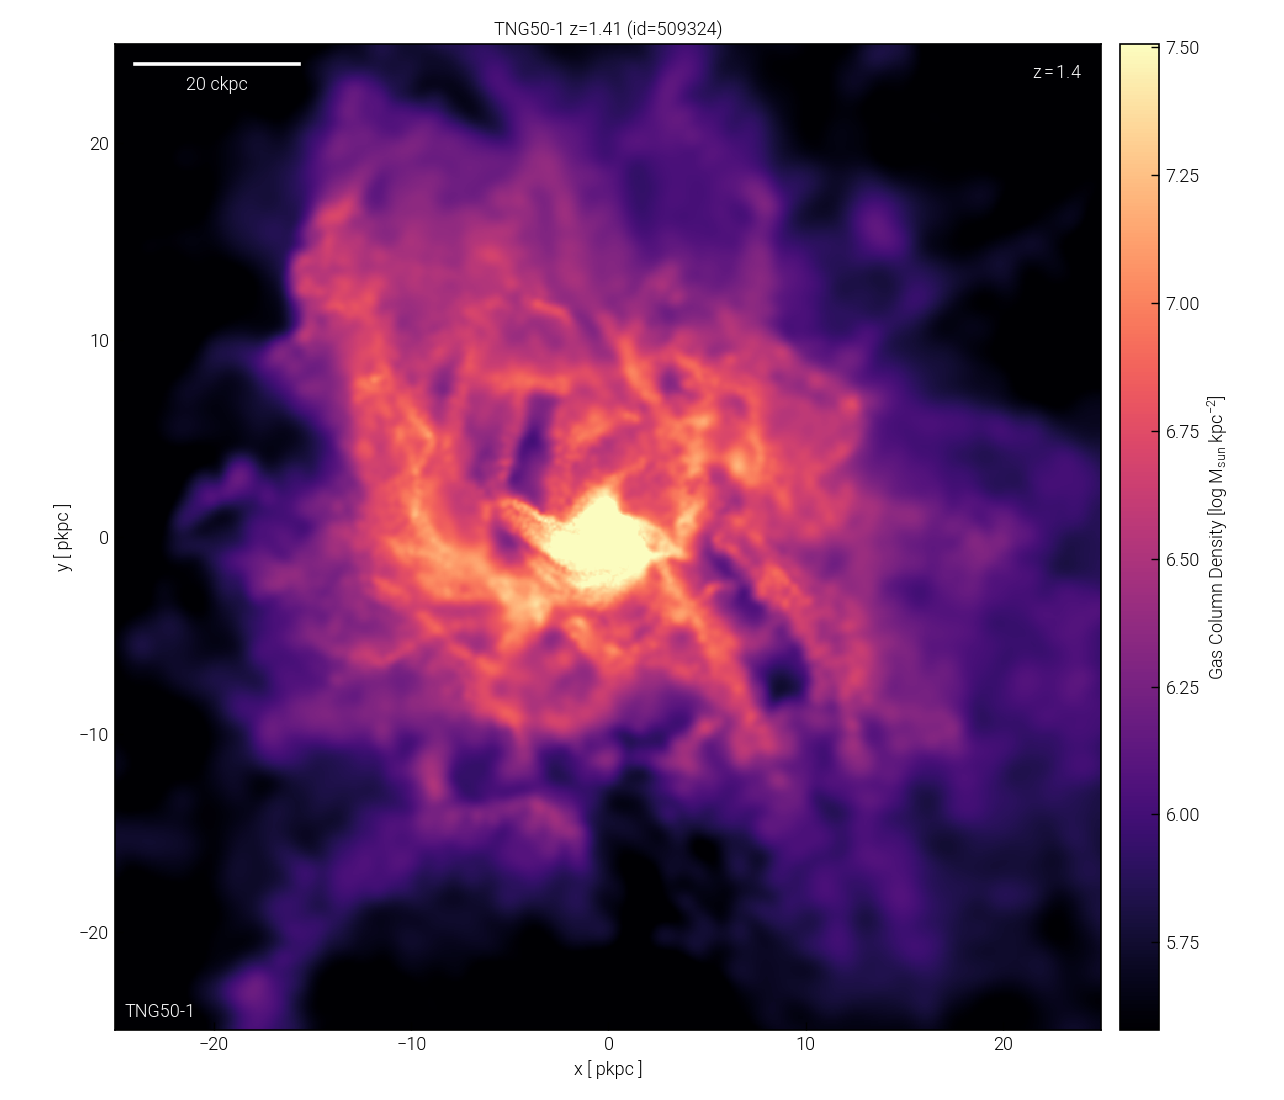 TNG50-1 z=1.41 (id=509324)
20 ckpc
z = 1.4
TNG50-1
20
10
0
−10
−20
y [ pkpc ]
−20
−10
0
10
20
x [ pkpc ]
7.50
7.25
7.00
6.75
6.50
6.25
6.00
5.75
Gas Column Density [log M_sun kpc^−2]